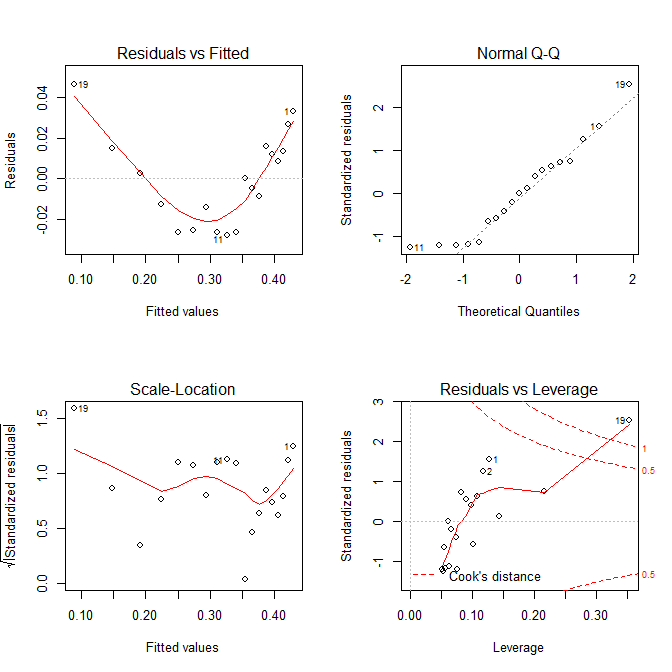 Residuals vs Fitted
Residuals
-0.02 0.00 0.02 0.04
19
1
11
0.10 0.20 0.30 0.40
Fitted values
Normal Q-Q
Standardized residuals
-1 0 1 2
19
1
11
-2 -1 0 1 2
Theoretical Quantiles
Scale-Location
√|Standardized residuals|
0.0 0.5 1.0 1.5
19
1
11
0.10 0.20 0.30 0.40
Fitted values
Residuals vs Leverage
Standardized residuals
-1 0 1 2 3
19
1
2
1
0.5
0.5
Cook's distance
0.00 0.10 0.20 0.30
Leverage